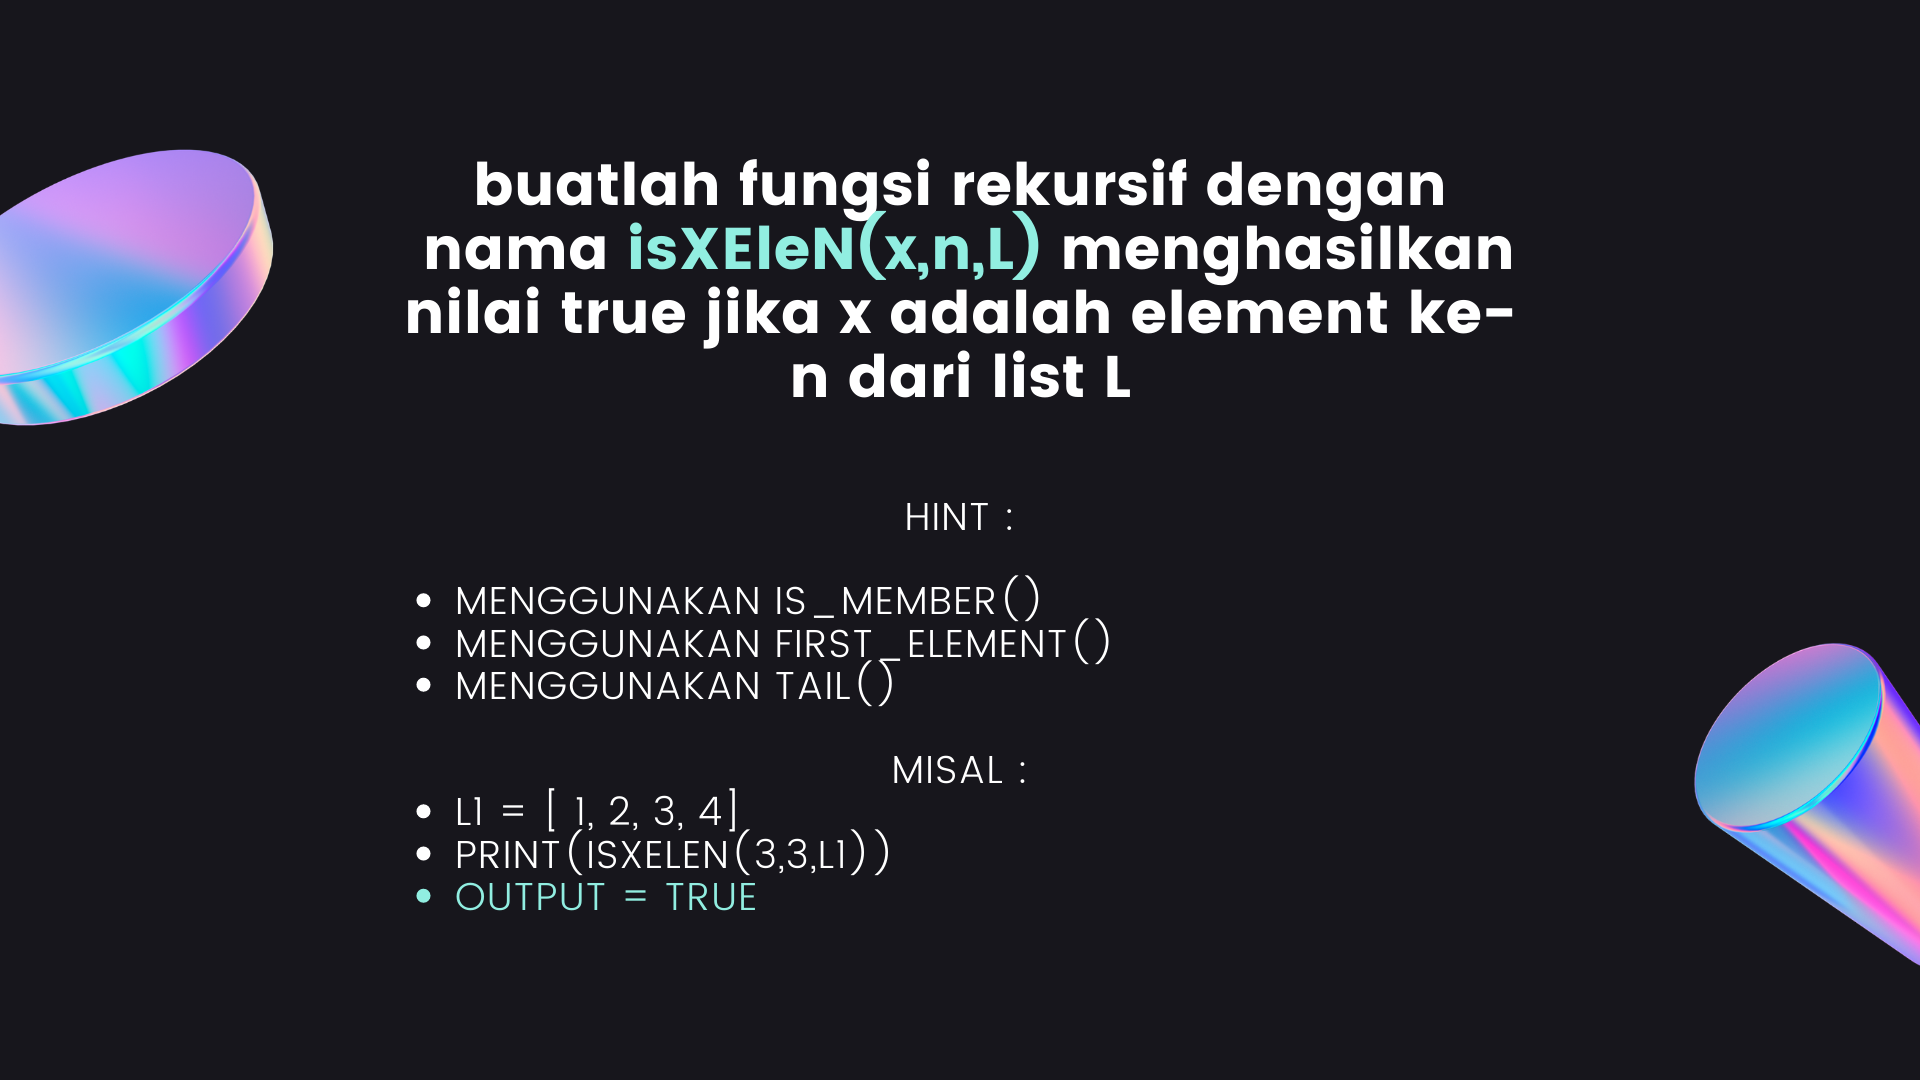 buatlah fungsi rekursif dengan
nama isXEleN(x,n,L) menghasilkan
nilai true jika x adalah element ke-
n dari list L
HINT :
• MENGGUNAKAN IS_MEMBER()
• MENGGUNAKAN FIRST_ELEMENT()
• MENGGUNAKAN TAIL()
MISAL :
• L1 = [ 1, 2, 3, 4]
• PRINT(ISXELEN(3,3,L1))
• OUTPUT = TRUE